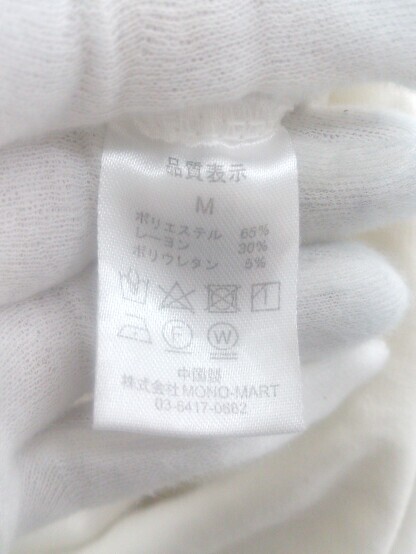 品質表示
M
ポリエステル 65%
レーヨン 30%
ポリウレタン 5%
F
W
中国製
株式会社MONO-MART
03-6417-0862